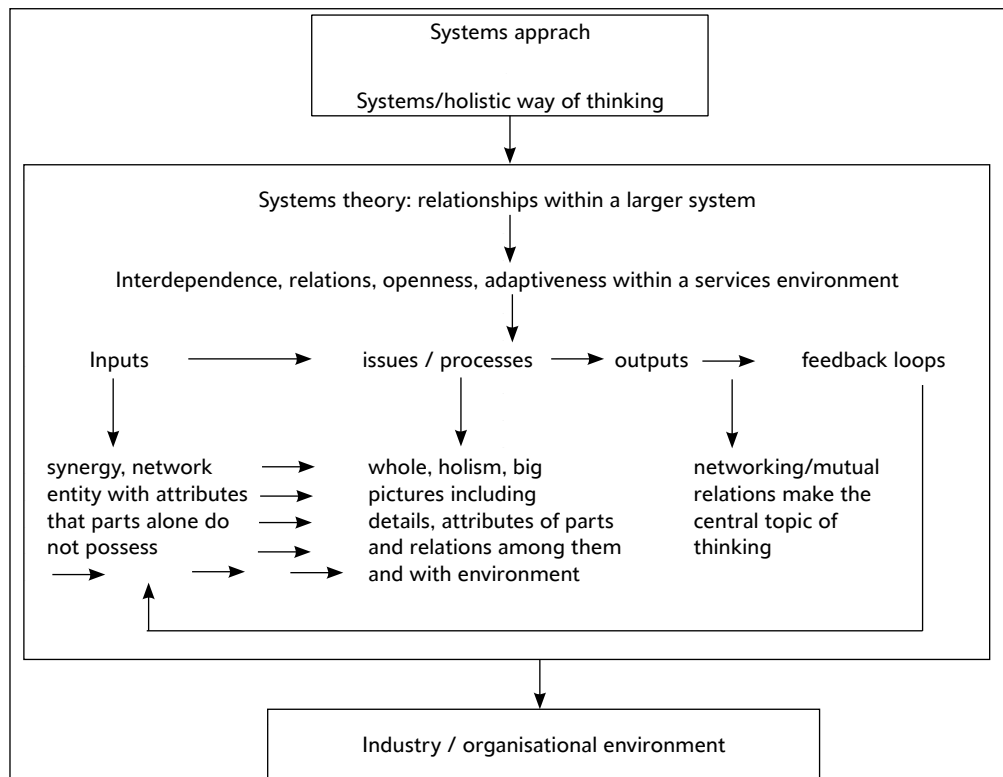 Systems apprach
Systems/holistic way of thinking
Systems theory: relationships within a larger system
Interdependence, relations, openness, adaptiveness within a services environment
Inputs
issues / processes
outputs
feedback loops
synergy, network
entity with attributes
that parts alone do
not possess
whole, holism, big
pictures including
details, attributes of parts
and relations among them
and with environment
networking/mutual
relations make the
central topic of
thinking
Industry / organisational environment